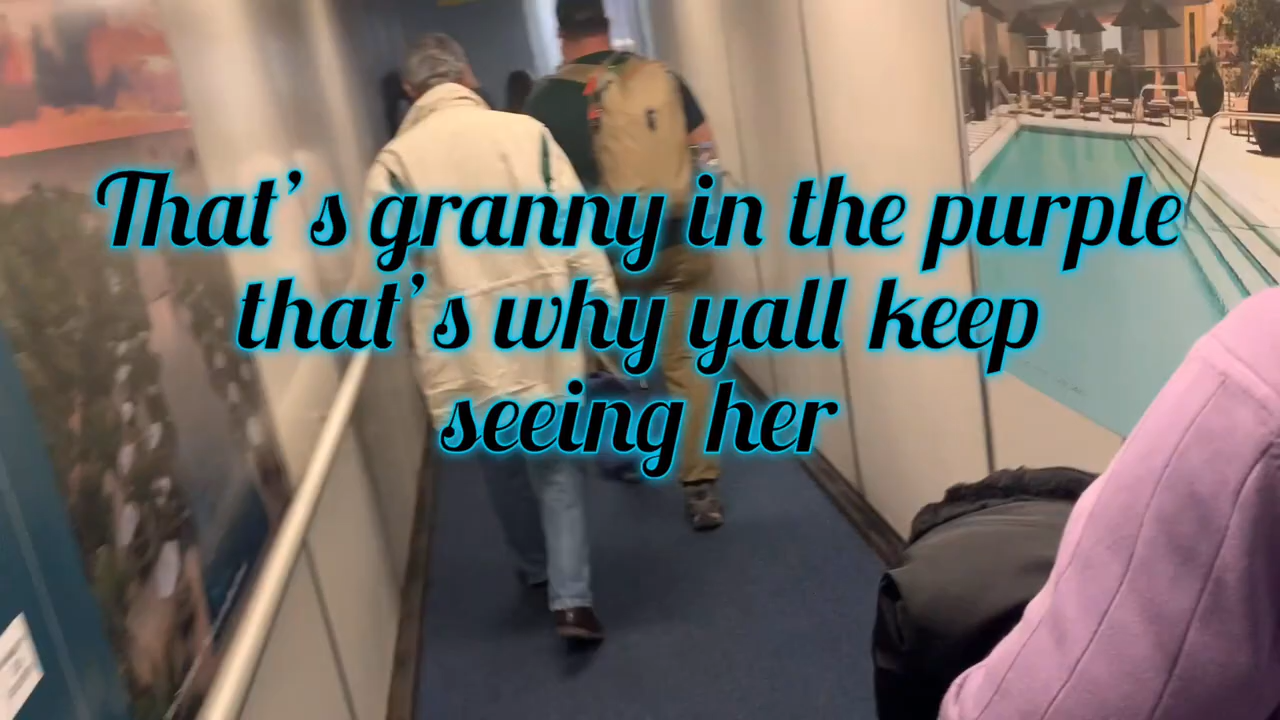 That's granny in the purple
that's why yall keep
seeing her